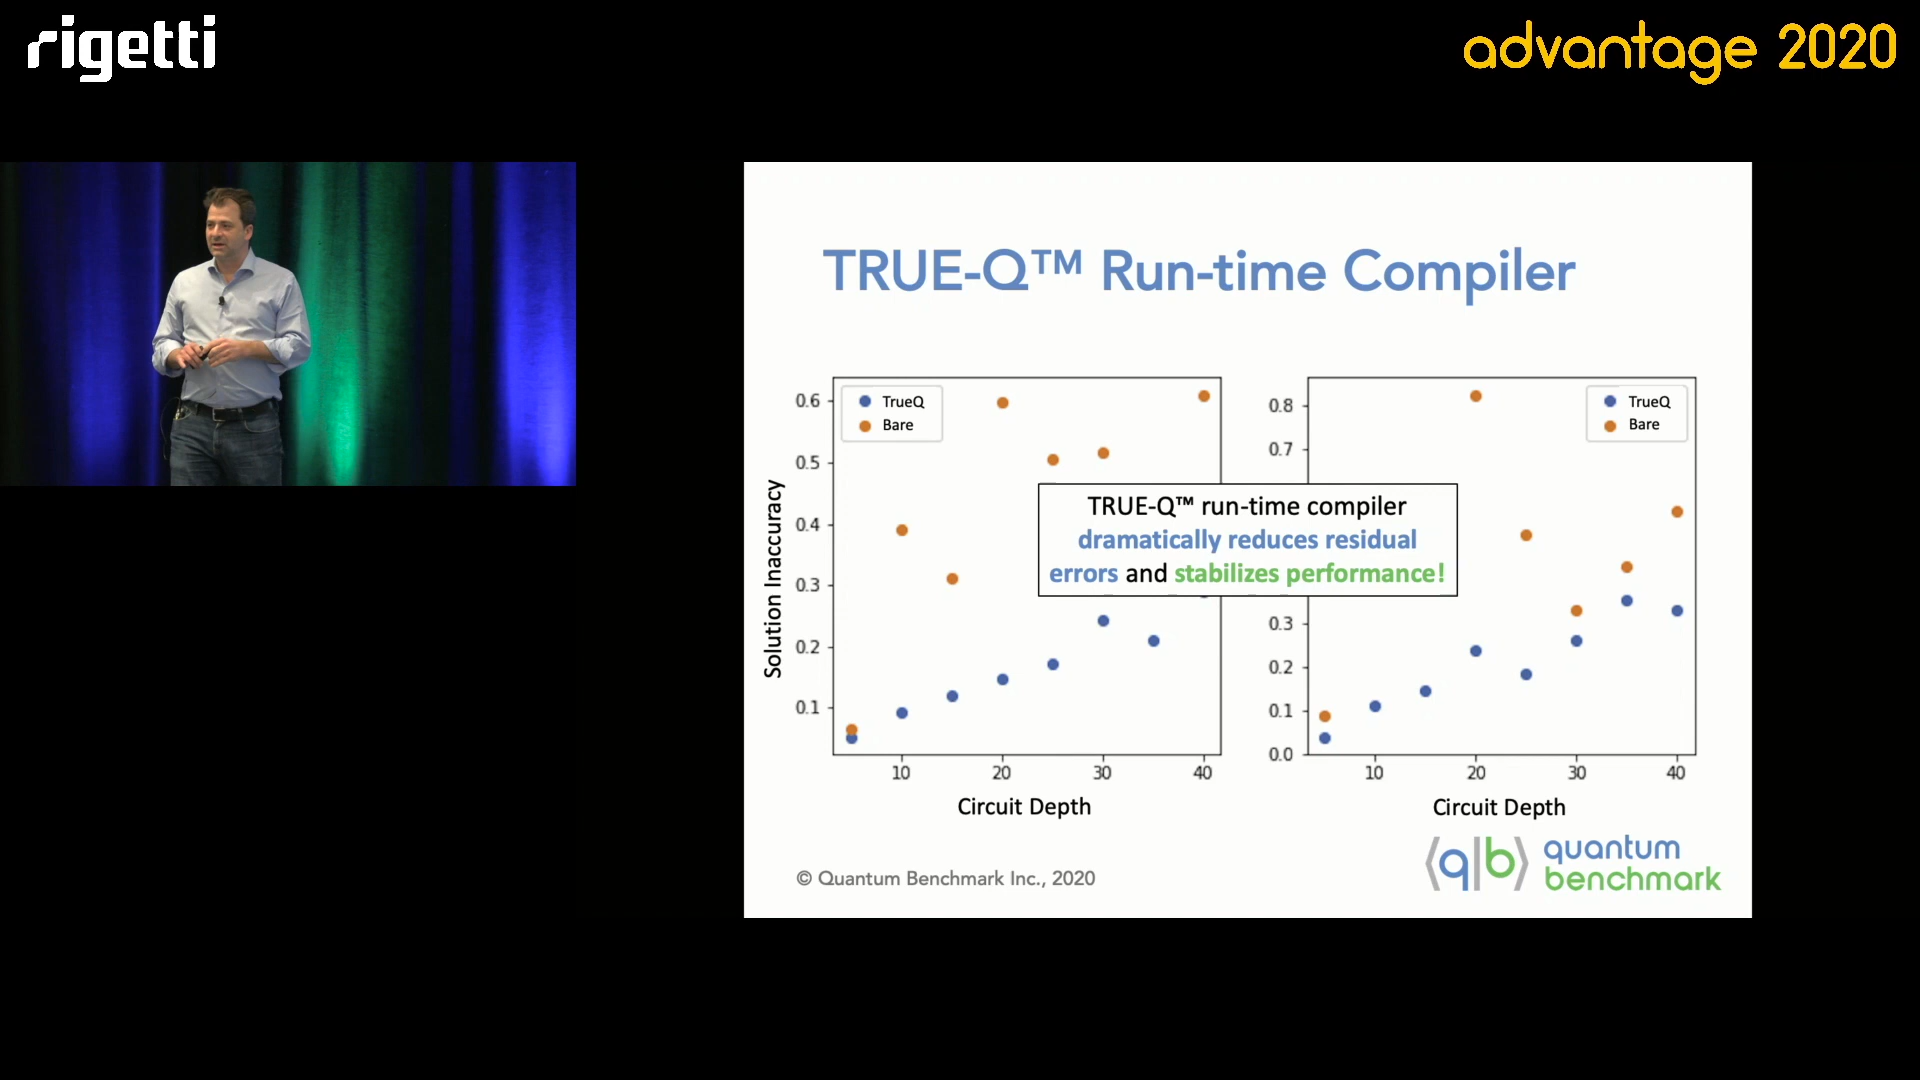 rigetti
advantage 2020
TRUE-Q™ Run-time Compiler
0.6
0.5
0.4
0.3
0.2
0.1
Solution Inaccuracy
TrueQ
Bare
10
20
30
40
Circuit Depth
TRUE-Q™ run-time compiler
dramatically reduces residual
errors and stabilizes performance!
0.8
0.7
0.3
0.2
0.1
0.0
TrueQ
Bare
10
20
30
40
Circuit Depth
© Quantum Benchmark Inc., 2020
⟨q|b⟩ quantum
benchmark